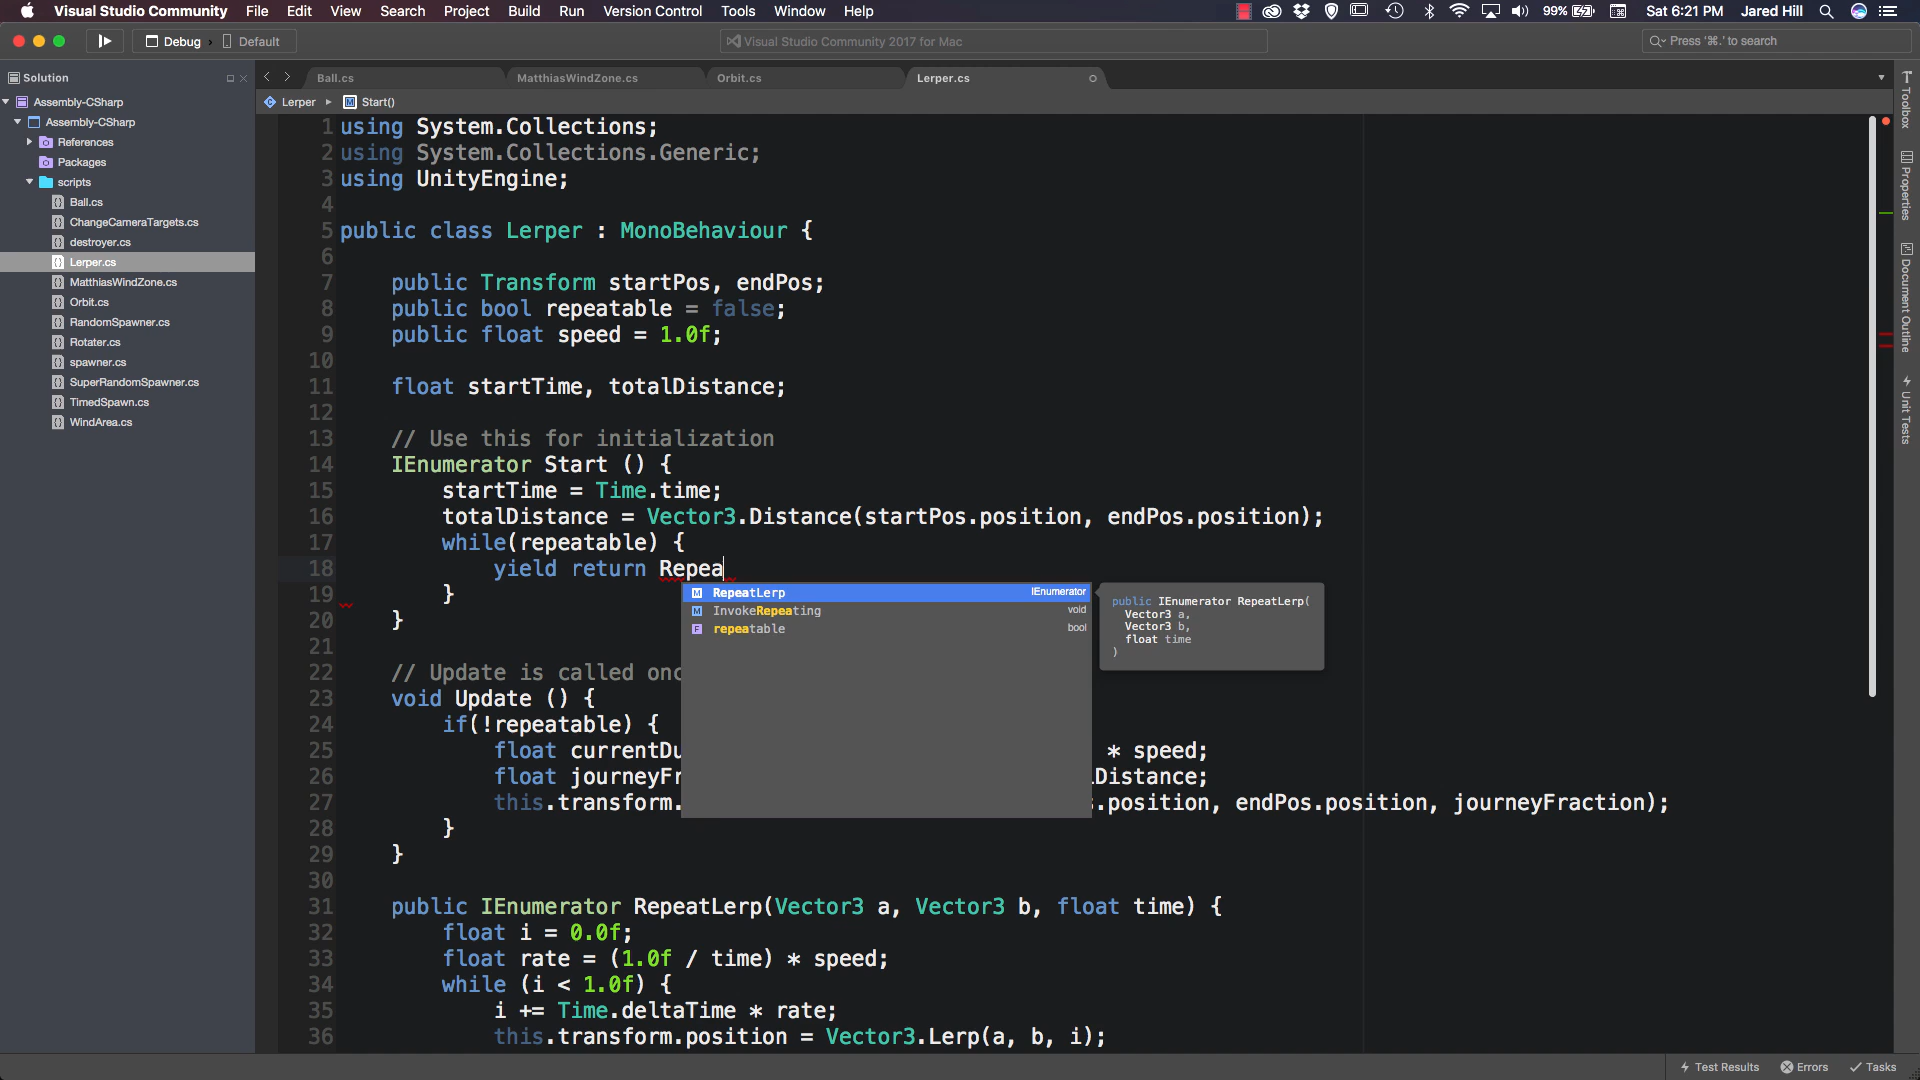 Visual Studio Community File Edit View Search Project Build Run Version Control Tools Window Help 99% Sat 6:21 PM Jared Hill
Debug Default Visual Studio Community 2017 for Mac Press '⌘.' to search
Solution
Assembly-CSharp
Assembly-CSharp
References
Packages
scripts
Ball.cs
ChangeCameraTargets.cs
destroyer.cs
Lerper.cs
MatthiasWindZone.cs
Orbit.cs
RandomSpawner.cs
Rotater.cs
spawner.cs
SuperRandomSpawner.cs
TimedSpawn.cs
WindArea.cs
Ball.cs MatthiasWindZone.cs Orbit.cs Lerper.cs
Lerper Start()
1 using System.Collections;
2 using System.Collections.Generic;
3 using UnityEngine;
4
5 public class Lerper : MonoBehaviour {
6
7 public Transform startPos, endPos;
8 public bool repeatable = false;
9 public float speed = 1.0f;
10
11 float startTime, totalDistance;
12
13 // Use this for initialization
14 IEnumerator Start () {
15 startTime = Time.time;
16 totalDistance = Vector3.Distance(startPos.position, endPos.position);
17 while(repeatable) {
18 yield return Repea
19 }
20 }
21
22 // Update is called onc
23 void Update () {
24 if(!repeatable) {
25 float currentDu * speed;
26 float journeyFr Distance;
27 this.transform. .position, endPos.position, journeyFraction);
28 }
29 }
30
31 public IEnumerator RepeatLerp(Vector3 a, Vector3 b, float time) {
32 float i = 0.0f;
33 float rate = (1.0f / time) * speed;
34 while (i < 1.0f) {
35 i += Time.deltaTime * rate;
36 this.transform.position = Vector3.Lerp(a, b, i);
M RepeatLerp IEnumerator
M InvokeRepeating void
F repeatable bool
public IEnumerator RepeatLerp(
Vector3 a,
Vector3 b,
float time
)
Toolbox
Properties
Document Outline
Unit Tests
Test Results Errors Tasks